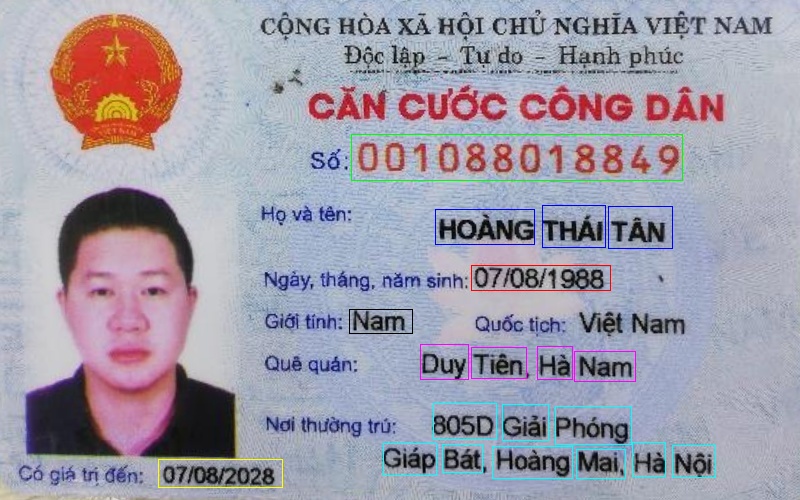 CỘNG HÒA XÃ HỘI CHỦ NGHĨA VIỆT NAM
Độc lập - Tự do - Hạnh phúc
CĂN CƯỚC CÔNG DÂN
Số: 001088018849
Họ và tên: HOÀNG THÁI TÂN
Ngày, tháng, năm sinh: 07/08/1988
Giới tính: Nam Quốc tịch: Việt Nam
Quê quán: Duy Tiên, Hà Nam
Nơi thường trú: 805D Giải Phóng
Giáp Bát, Hoàng Mai, Hà Nội
Có giá trị đến: 07/08/2028